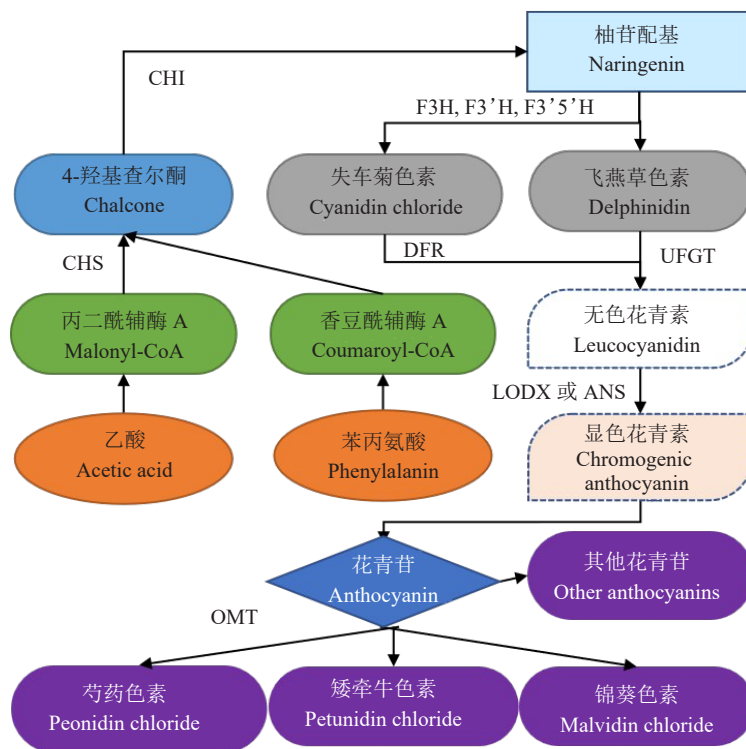 柚苷配基
Naringenin
CHI
F3H, F3’H, F3’5’H
4-羟基查尔酮
Chalcone
失车菊色素
Cyanidin chloride
飞燕草色素
Delphinidin
CHS
DFR
UFGT
丙二酰辅酶 A
Malonyl-CoA
香豆酰辅酶 A
Coumaroyl-CoA
无色花青素
Leucocyanidin
LODX 或 ANS
乙酸
Acetic acid
苯丙氨酸
Phenylalanin
显色花青素
Chromogenic
anthocyanin
花青苷
Anthocyanin
其他花青苷
Other anthocyanins
OMT
芍药色素
Peonidin chloride
矮牵牛色素
Petunidin chloride
锦葵色素
Malvidin chloride